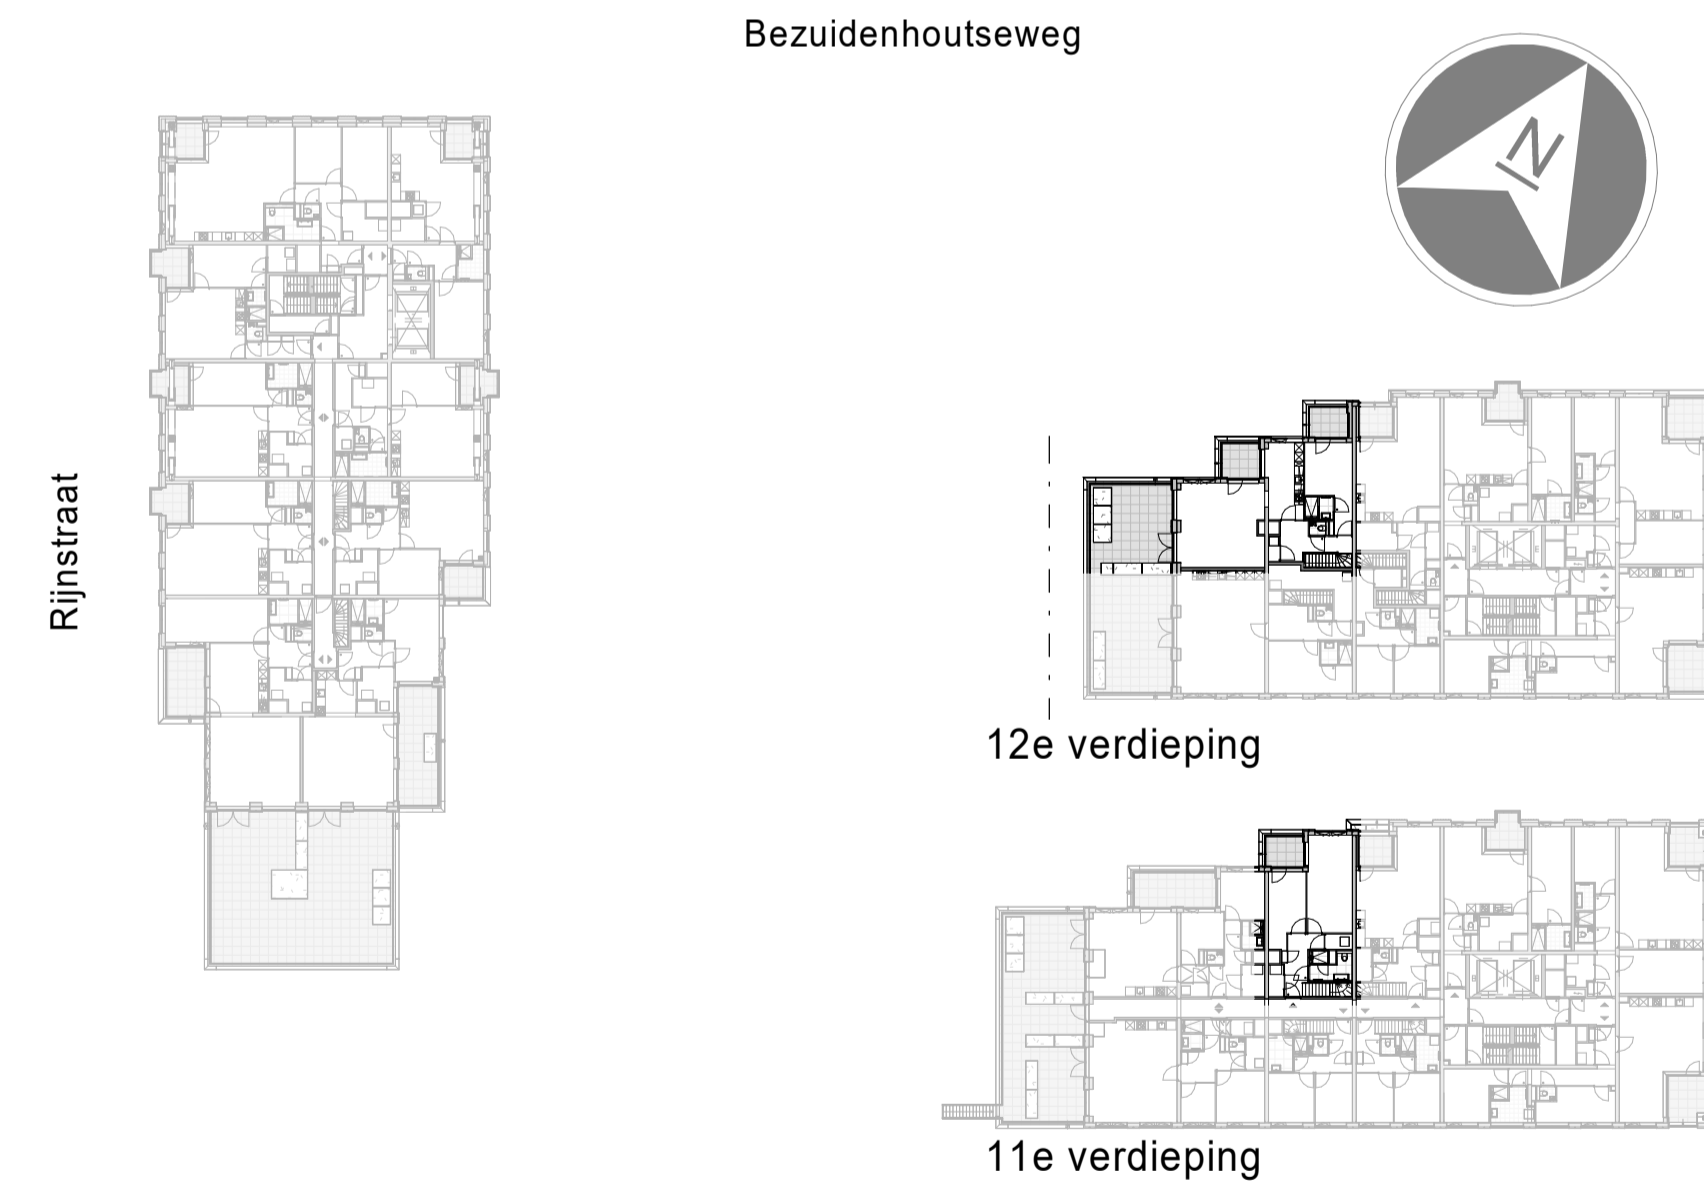 Bezuidenhoutseweg
N
Rijnstraat
12e verdieping
11e verdieping